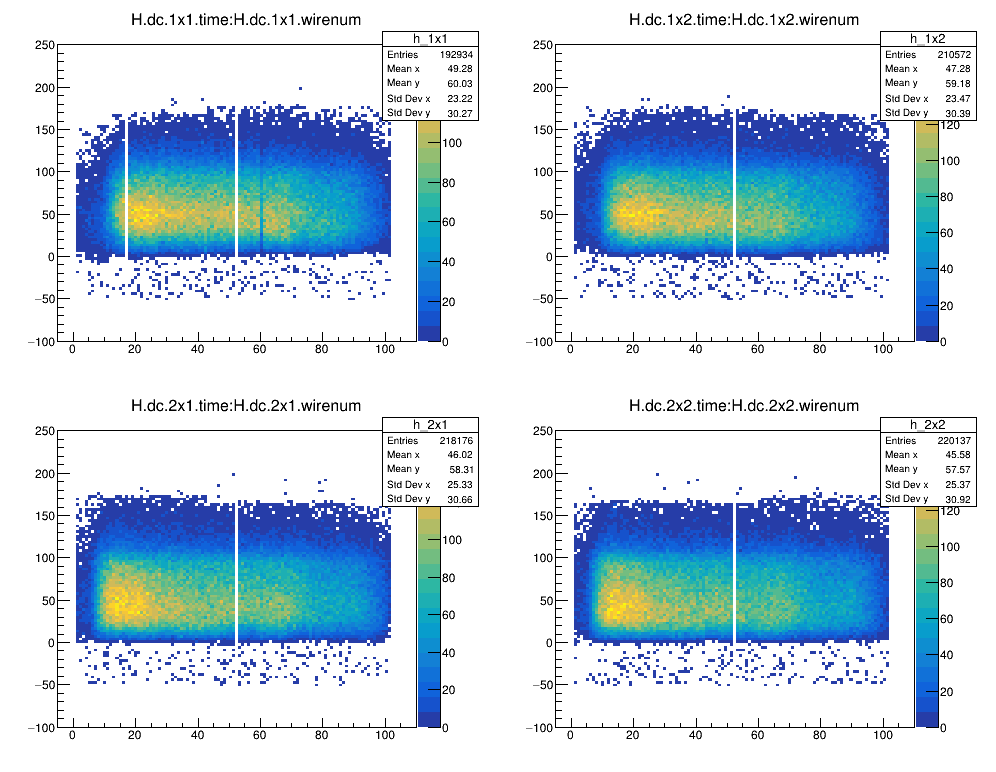 H.dc.1x1.time:H.dc.1x1.wirenum
h_1x1
Entries 192934
Mean x 49.28
Mean y 60.03
Std Dev x 23.22
Std Dev y 30.27
250
200
150
100
50
0
−50
−100
0 20 40 60 80 100
100
80
60
40
20
0
H.dc.1x2.time:H.dc.1x2.wirenum
h_1x2
Entries 210572
Mean x 47.28
Mean y 59.18
Std Dev x 23.47
Std Dev y 30.39
250
200
150
100
50
0
−50
−100
0 20 40 60 80 100
120
100
80
60
40
20
0
H.dc.2x1.time:H.dc.2x1.wirenum
h_2x1
Entries 218176
Mean x 46.02
Mean y 58.31
Std Dev x 25.33
Std Dev y 30.66
250
200
150
100
50
0
−50
−100
0 20 40 60 80 100
100
80
60
40
20
0
H.dc.2x2.time:H.dc.2x2.wirenum
h_2x2
Entries 220137
Mean x 45.58
Mean y 57.57
Std Dev x 25.37
Std Dev y 30.92
250
200
150
100
50
0
−50
−100
0 20 40 60 80 100
120
100
80
60
40
20
0